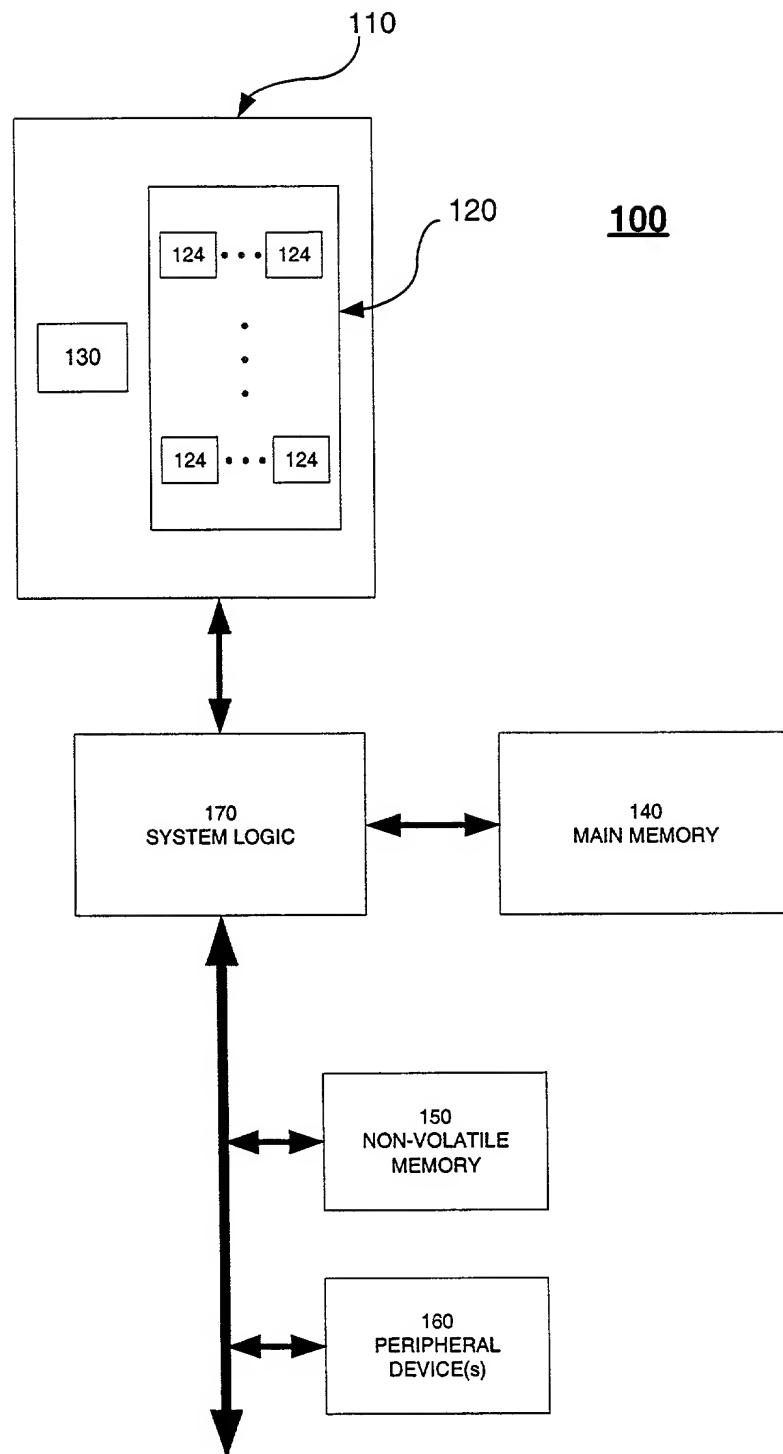 110
120
100
124 • • • 124
130
124 • • • 124
170
SYSTEM LOGIC
140
MAIN MEMORY
150
NON-VOLATILE
MEMORY
160
PERIPHERAL
DEVICE(s)